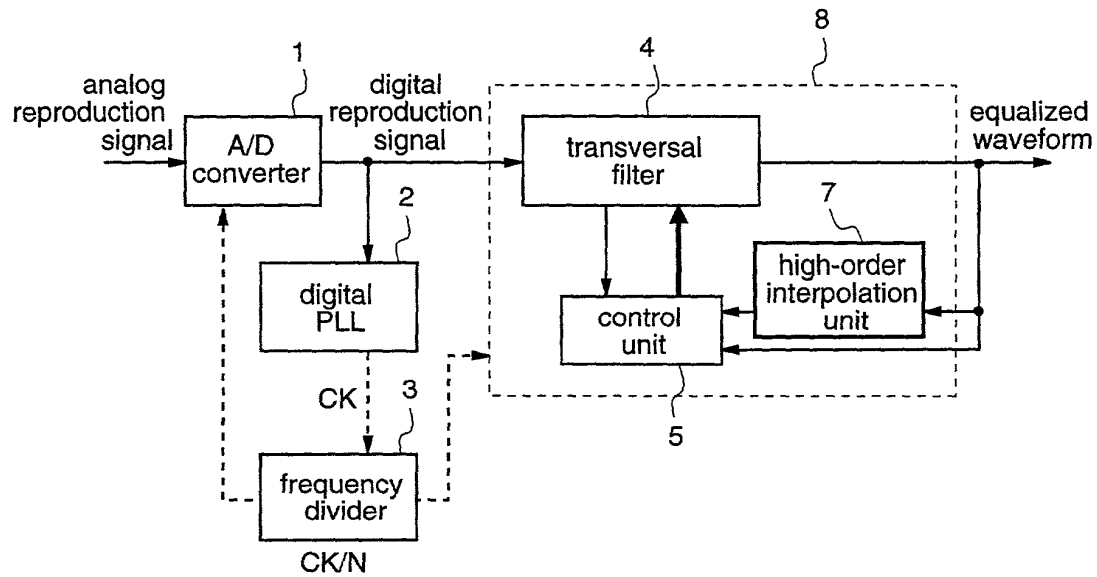 8
1
4
analog
reproduction
signal
digital
reproduction
signal
equalized
waveform
A/D
converter
transversal
filter
2
7
digital
PLL
high-order
interpolation
unit
control
unit
CK
3
5
frequency
divider
CK/N